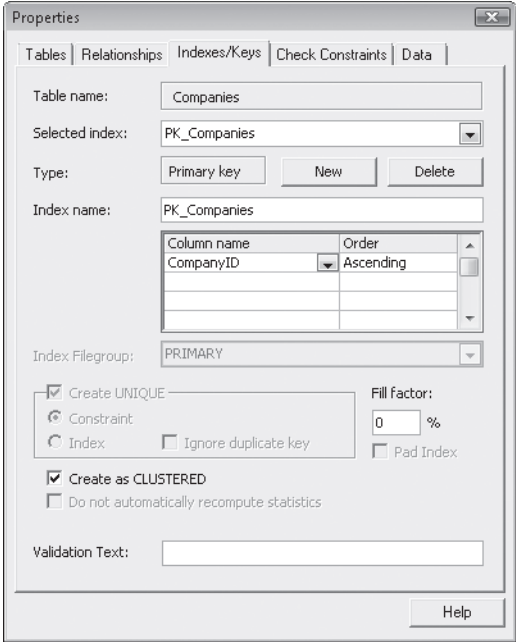 Properties
Tables Relationships Indexes/Keys Check Constraints Data
Table name: Companies
Selected index: PK_Companies
Type: Primary key New Delete
Index name: PK_Companies
Column name Order
CompanyID Ascending
Index Filegroup: PRIMARY
Create UNIQUE Fill factor:
Constraint 0 %
Index Ignore duplicate key Pad Index
Create as CLUSTERED
Do not automatically recompute statistics
Validation Text:
Help